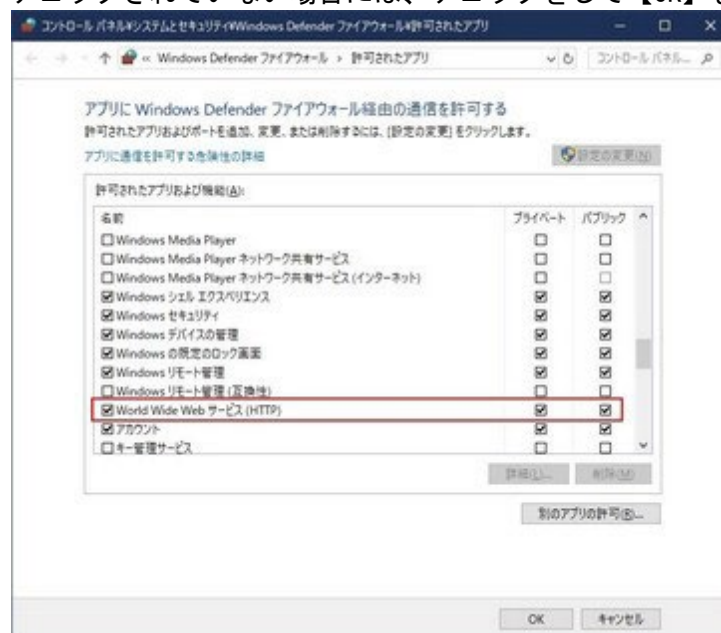 チェックされていない場合には、チェックをして【OK】を
コントロール パネル¥システムとセキュリティ¥Windows Defender ファイアウォール¥許可されたアプリ
« Windows Defender ファイアウォール › 許可されたアプリ コントロール パネル...
アプリに Windows Defender ファイアウォール経由の通信を許可する
許可されたアプリおよびポートを追加、変更、または削除するには、[設定の変更] をクリックします。
アプリに通信を許可する危険性の詳細 設定の変更(N)
許可されたアプリおよび機能(A):
名前 プライベート パブリック
Windows Media Player
Windows Media Player ネットワーク共有サービス
Windows Media Player ネットワーク共有サービス (インターネット)
Windows シェル エクスペリエンス
Windows セキュリティ
Windows デバイスの管理
Windows の既定のロック画面
Windows リモート管理
Windows リモート管理 (互換性)
World Wide Web サービス (HTTP)
アカウント
キー管理サービス
詳細(L)... 削除(M)
別のアプリの許可(R)...
OK キャンセル